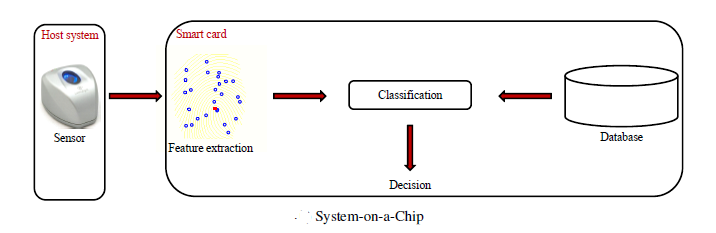 Host system
Smart card
Classification
Sensor
Feature extraction
Database
Decision
System-on-a-Chip